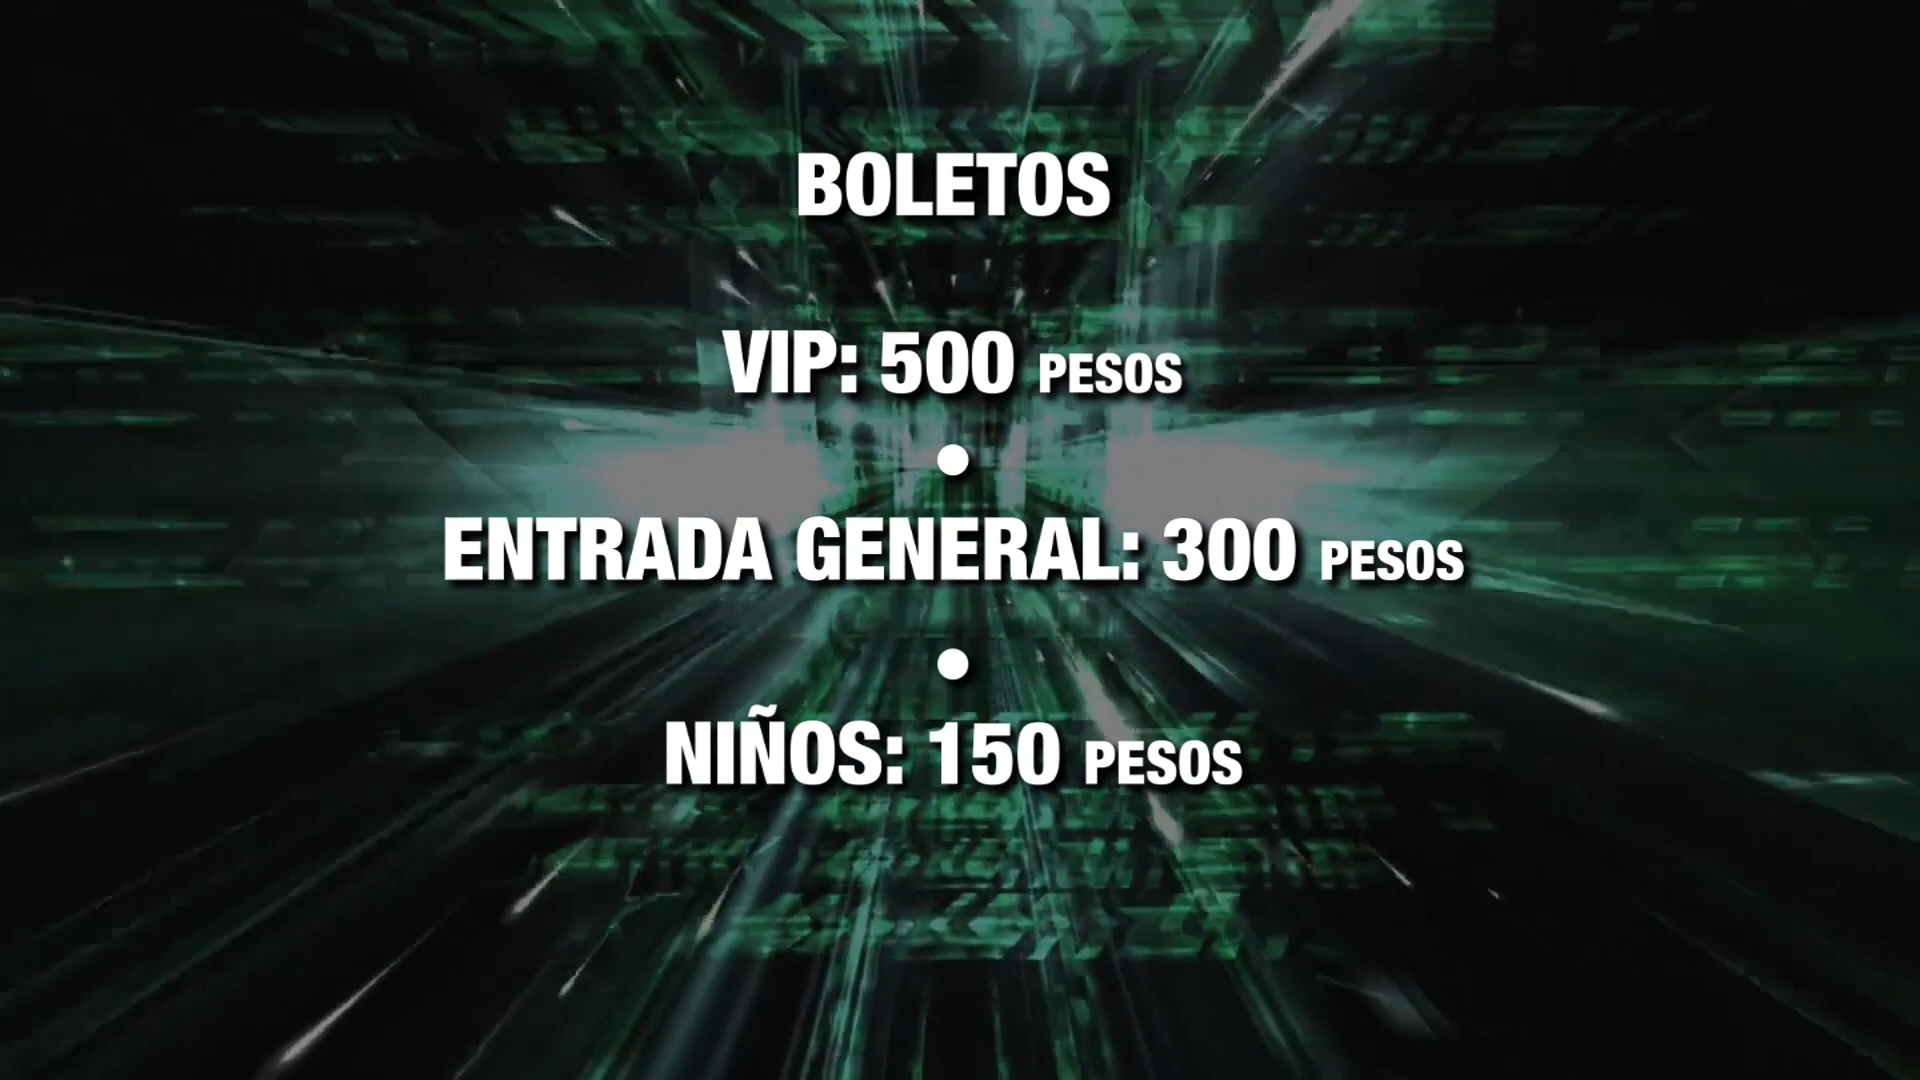 BOLETOS
VIP: 500 PESOS
•
ENTRADA GENERAL: 300 PESOS
•
NIÑOS: 150 PESOS